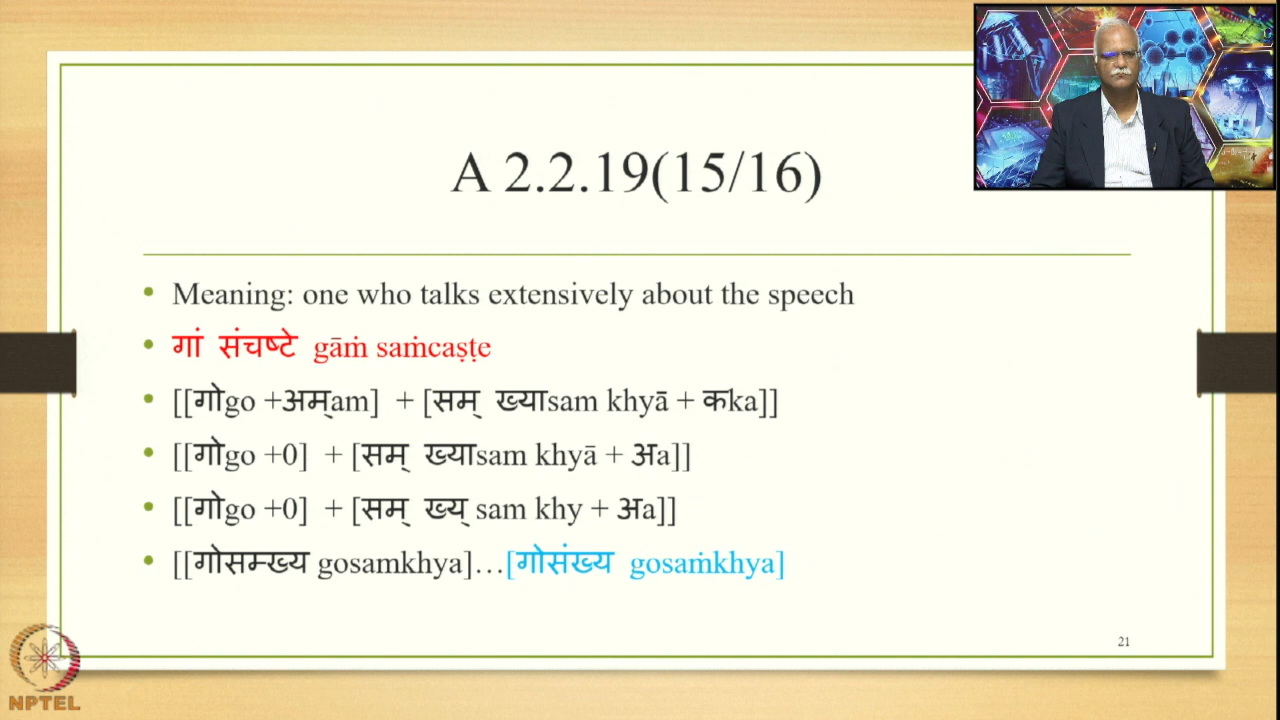 A 2.2.19(15/16)
Meaning: one who talks extensively about the speech
गां संचष्टे gāṁ saṁcaṣṭe
[[गोgo +अम्am] + [सम् ख्याsam khyā + कka]]
[[गोgo +0] + [सम् ख्याsam khyā + अa]]
[[गोgo +0] + [सम् ख्य् sam khy + अa]]
[[गोसम्ख्य gosamkhya]…[गोसंख्य gosaṁkhya]
21
NPTEL